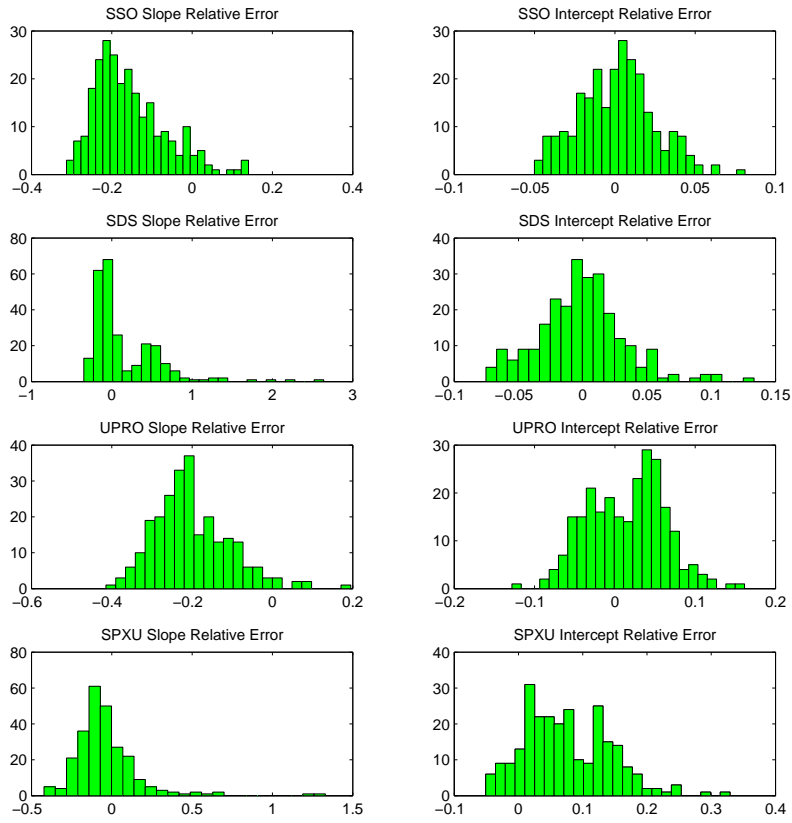 SSO Slope Relative Error
30
20
10
0
−0.4 −0.2 0 0.2 0.4
SSO Intercept Relative Error
30
20
10
0
−0.1 −0.05 0 0.05 0.1
SDS Slope Relative Error
80
60
40
20
0
−1 0 1 2 3
SDS Intercept Relative Error
40
30
20
10
0
−0.1 −0.05 0 0.05 0.1 0.15
UPRO Slope Relative Error
40
30
20
10
0
−0.6 −0.4 −0.2 0 0.2
UPRO Intercept Relative Error
30
20
10
0
−0.2 −0.1 0 0.1 0.2
SPXU Slope Relative Error
80
60
40
20
0
−0.5 0 0.5 1 1.5
SPXU Intercept Relative Error
40
30
20
10
0
−0.1 0 0.1 0.2 0.3 0.4